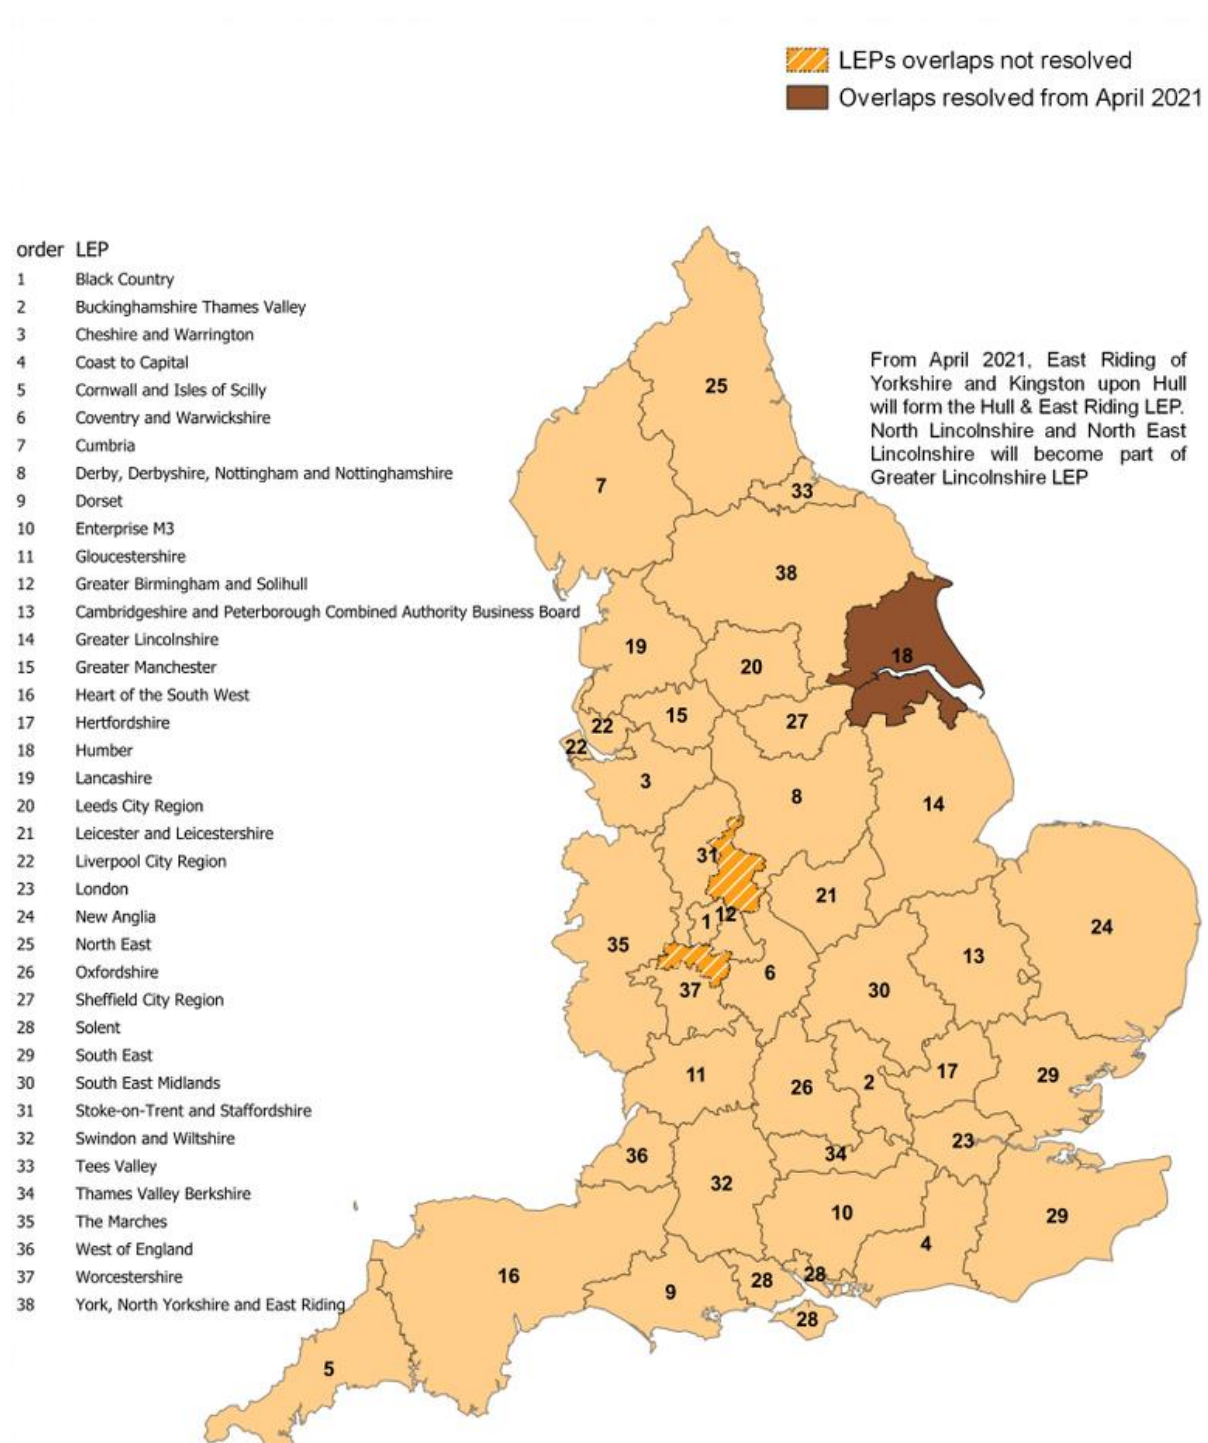 LEPs overlaps not resolved
Overlaps resolved from April 2021
order LEP
1 Black Country
2 Buckinghamshire Thames Valley
3 Cheshire and Warrington
4 Coast to Capital
5 Cornwall and Isles of Scilly
6 Coventry and Warwickshire
7 Cumbria
8 Derby, Derbyshire, Nottingham and Nottinghamshire
9 Dorset
10 Enterprise M3
11 Gloucestershire
12 Greater Birmingham and Solihull
13 Cambridgeshire and Peterborough Combined Authority Business Board
14 Greater Lincolnshire
15 Greater Manchester
16 Heart of the South West
17 Hertfordshire
18 Humber
19 Lancashire
20 Leeds City Region
21 Leicester and Leicestershire
22 Liverpool City Region
23 London
24 New Anglia
25 North East
26 Oxfordshire
27 Sheffield City Region
28 Solent
29 South East
30 South East Midlands
31 Stoke-on-Trent and Staffordshire
32 Swindon and Wiltshire
33 Tees Valley
34 Thames Valley Berkshire
35 The Marches
36 West of England
37 Worcestershire
38 York, North Yorkshire and East Riding
From April 2021, East Riding of
Yorkshire and Kingston upon Hull
will form the Hull & East Riding LEP.
North Lincolnshire and North East
Lincolnshire will become part of
Greater Lincolnshire LEP
25
7
33
38
18
19
20
22
15
27
22
3
8
14
31
21
1
12
24
35
13
6
37
30
11
26
2
17
29
36
34
23
32
10
29
4
16
9
28
28
28
5